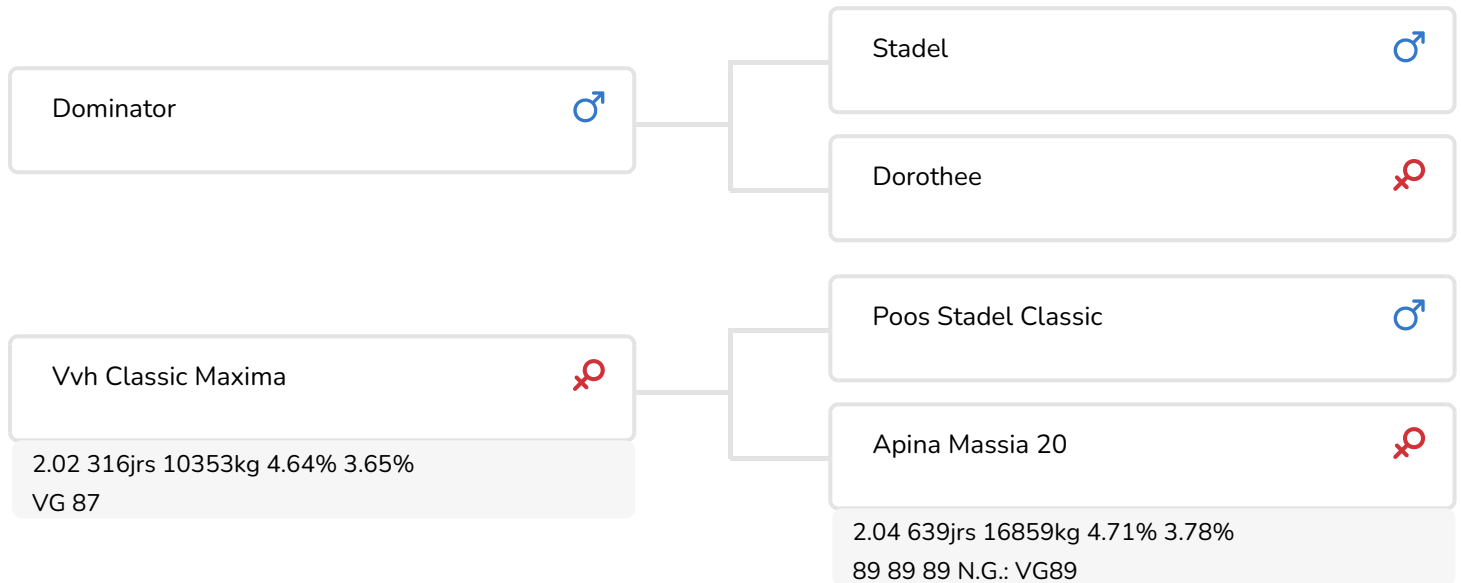 Stadel
Dominator
Dorothee
Poos Stadel Classic
Vvh Classic Maxima
2.02 316jrs 10353kg 4.64% 3.65%
VG 87
Apina Massia 20
2.04 639jrs 16859kg 4.71% 3.78%
89 89 89 N.G.: VG89